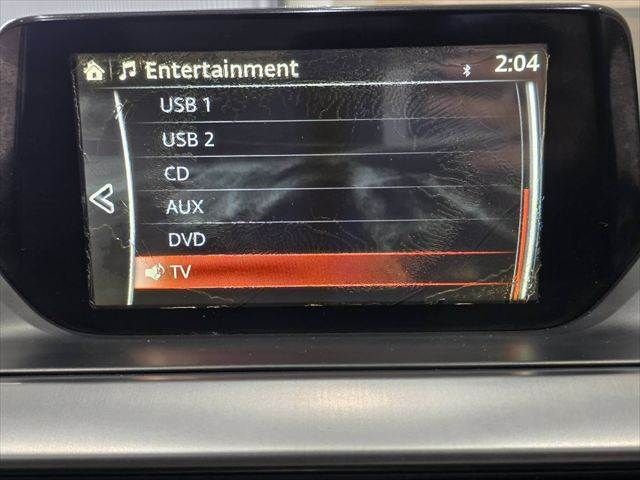 Entertainment 2:04
USB 1
USB 2
CD
AUX
DVD
TV